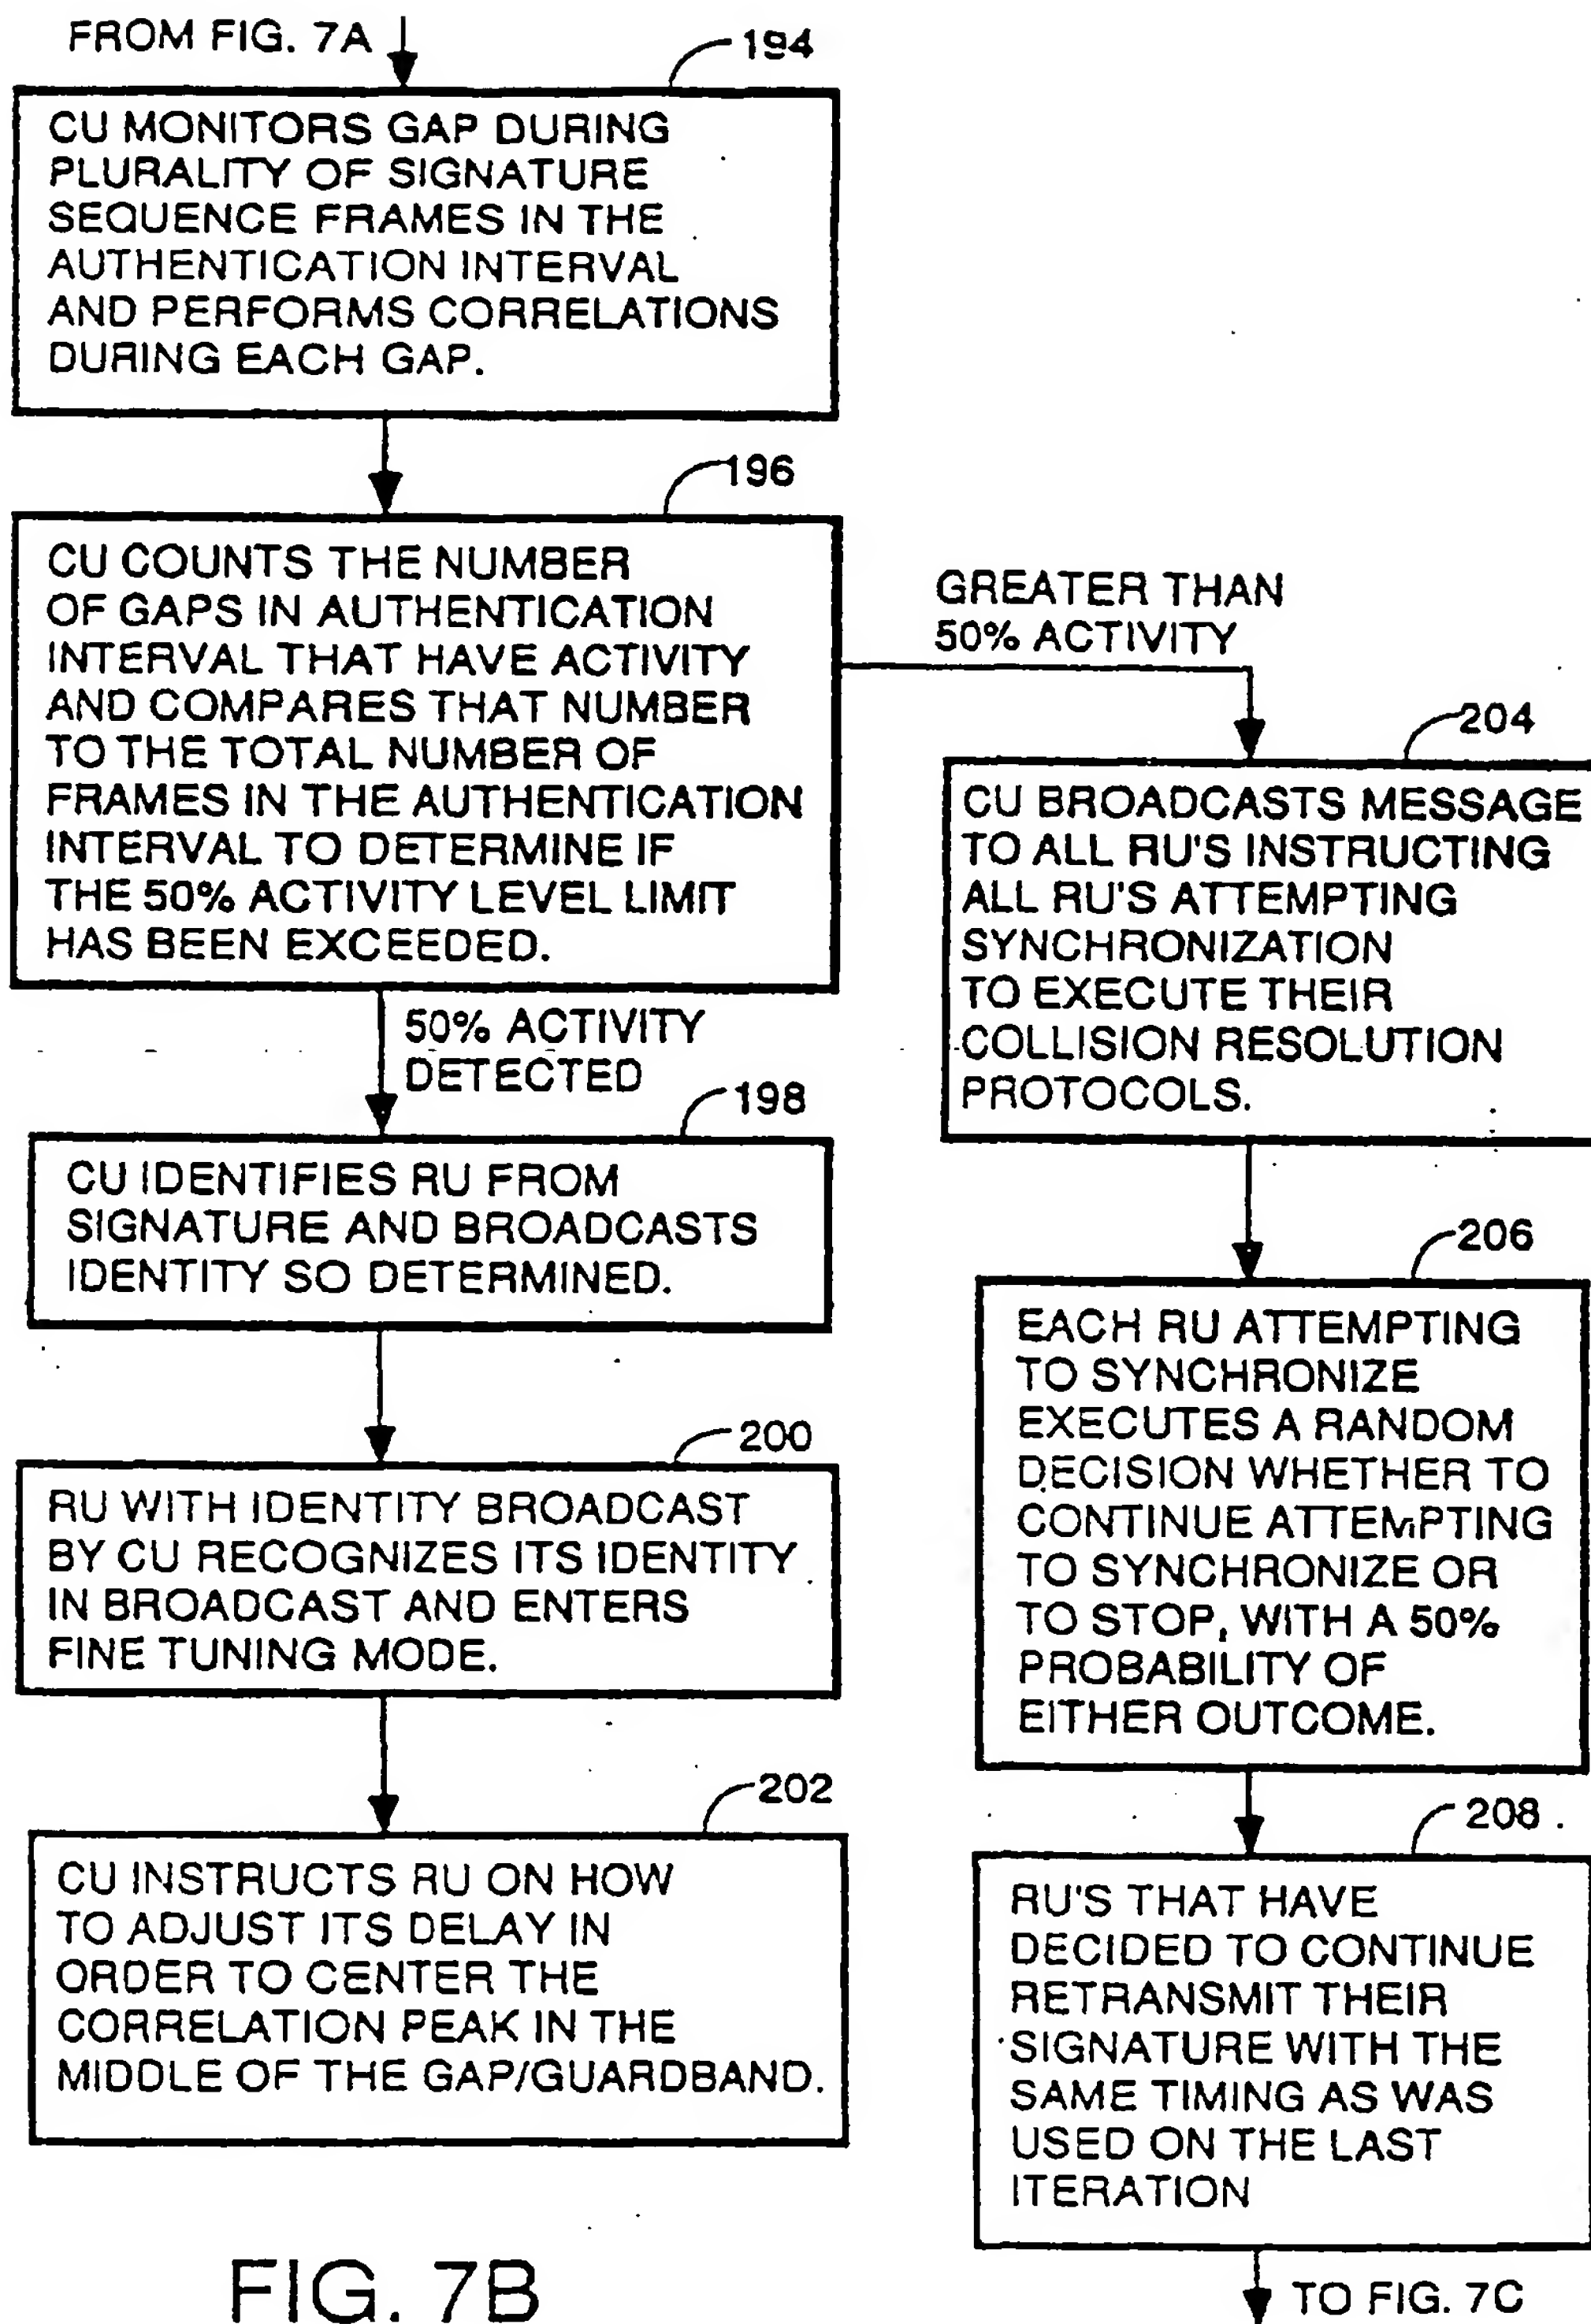 FROM FIG. 7A
194
CU MONITORS GAP DURING
PLURALITY OF SIGNATURE
SEQUENCE FRAMES IN THE
AUTHENTICATION INTERVAL
AND PERFORMS CORRELATIONS
DURING EACH GAP.
196
CU COUNTS THE NUMBER
OF GAPS IN AUTHENTICATION
INTERVAL THAT HAVE ACTIVITY
AND COMPARES THAT NUMBER
TO THE TOTAL NUMBER OF
FRAMES IN THE AUTHENTICATION
INTERVAL TO DETERMINE IF
THE 50% ACTIVITY LEVEL LIMIT
HAS BEEN EXCEEDED.
50% ACTIVITY
DETECTED
198
CU IDENTIFIES RU FROM
SIGNATURE AND BROADCASTS
IDENTITY SO DETERMINED.
200
RU WITH IDENTITY BROADCAST
BY CU RECOGNIZES ITS IDENTITY
IN BROADCAST AND ENTERS
FINE TUNING MODE.
202
CU INSTRUCTS RU ON HOW
TO ADJUST ITS DELAY IN
ORDER TO CENTER THE
CORRELATION PEAK IN THE
MIDDLE OF THE GAP/GUARDBAND.
GREATER THAN
50% ACTIVITY
204
CU BROADCASTS MESSAGE
TO ALL RU'S INSTRUCTING
ALL RU'S ATTEMPTING
SYNCHRONIZATION
TO EXECUTE THEIR
COLLISION RESOLUTION
PROTOCOLS.
206
EACH RU ATTEMPTING
TO SYNCHRONIZE
EXECUTES A RANDOM
DECISION WHETHER TO
CONTINUE ATTEMPTING
TO SYNCHRONIZE OR
TO STOP, WITH A 50%
PROBABILITY OF
EITHER OUTCOME.
208
RU'S THAT HAVE
DECIDED TO CONTINUE
RETRANSMIT THEIR
SIGNATURE WITH THE
SAME TIMING AS WAS
USED ON THE LAST
ITERATION
TO FIG. 7C
FIG. 7B